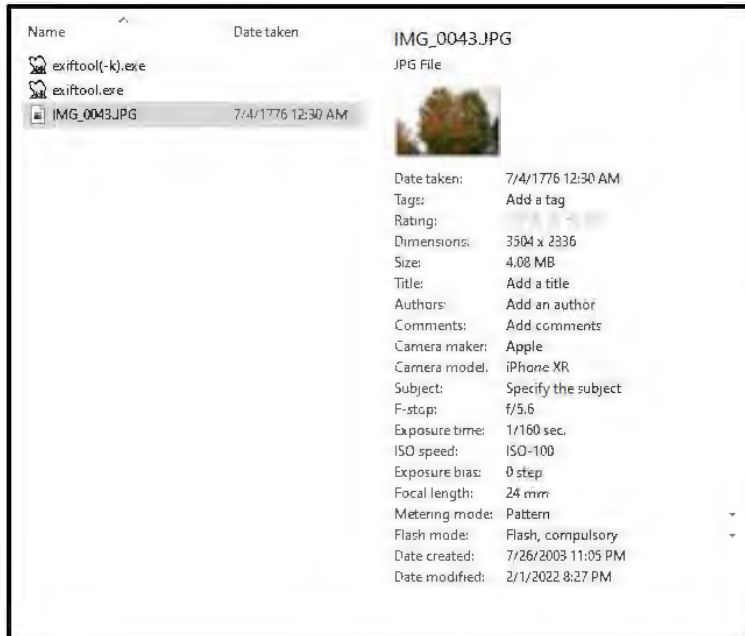 Name Date taken
exiftool(-k).exe
exiftool.exe
IMG_0043.JPG 7/4/1776 12:30 AM
IMG_0043.JPG
JPG File
Date taken: 7/4/1776 12:30 AM
Tags: Add a tag
Rating:
Dimensions: 3504 x 2336
Size: 4.08 MB
Title: Add a title
Authors: Add an author
Comments: Add comments
Camera maker: Apple
Camera model: iPhone XR
Subject: Specify the subject
F-stop: f/5.6
Exposure time: 1/160 sec.
ISO speed: ISO-100
Exposure bias: 0 step
Focal length: 24 mm
Metering mode: Pattern
Flash mode: Flash, compulsory
Date created: 7/26/2003 11:05 PM
Date modified: 2/1/2022 8:27 PM